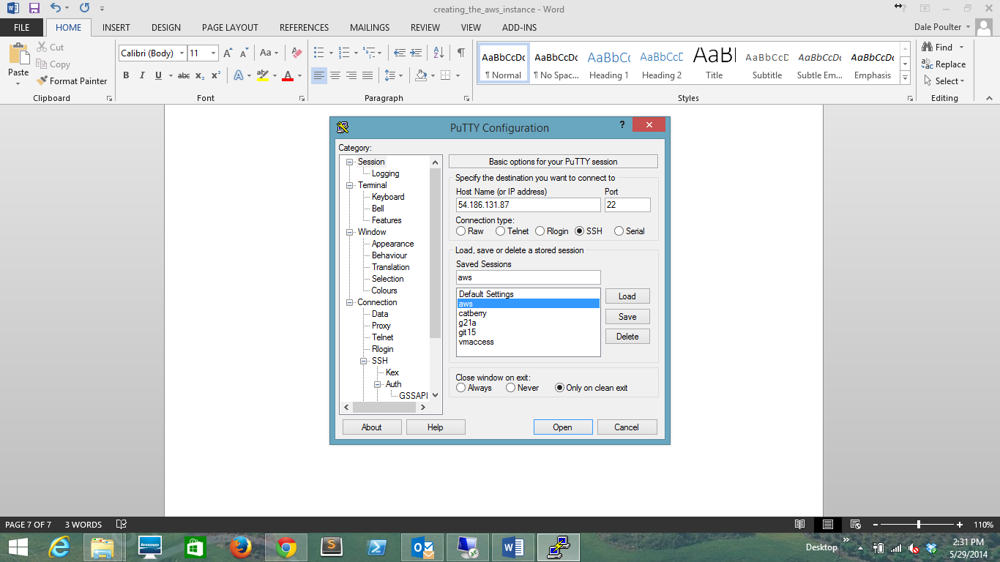 creating_the_aws_instance - Word
FILE HOME INSERT DESIGN PAGE LAYOUT REFERENCES MAILINGS REVIEW VIEW ADD-INS Dale Poulter
Paste
Cut
Copy
Format Painter
Clipboard
Calibri (Body) 11
Font
Paragraph
AaBbCcDc AaBbCcDc AaBbCc AaBbCcD AaB AaBbCcD AaBbCcDc AaBbCcDc
¶ Normal ¶ No Spac... Heading 1 Heading 2 Title Subtitle Subtle Em... Emphasis
Styles
Find
Replace
Select
Editing
PuTTY Configuration
Category:
Session
Logging
Terminal
Keyboard
Bell
Features
Window
Appearance
Behaviour
Translation
Selection
Colours
Connection
Data
Proxy
Telnet
Rlogin
SSH
Kex
Auth
GSSAPI
Basic options for your PuTTY session
Specify the destination you want to connect to
Host Name (or IP address) Port
54.186.131.87 22
Connection type:
Raw Telnet Rlogin SSH Serial
Load, save or delete a stored session
Saved Sessions
aws
Default Settings
aws
catberry
g21a
git15
vmaccess
Load
Save
Delete
Close window on exit:
Always Never Only on clean exit
About Help Open Cancel
PAGE 7 OF 7 3 WORDS 110%
lenovo
Desktop
2:31 PM
5/29/2014